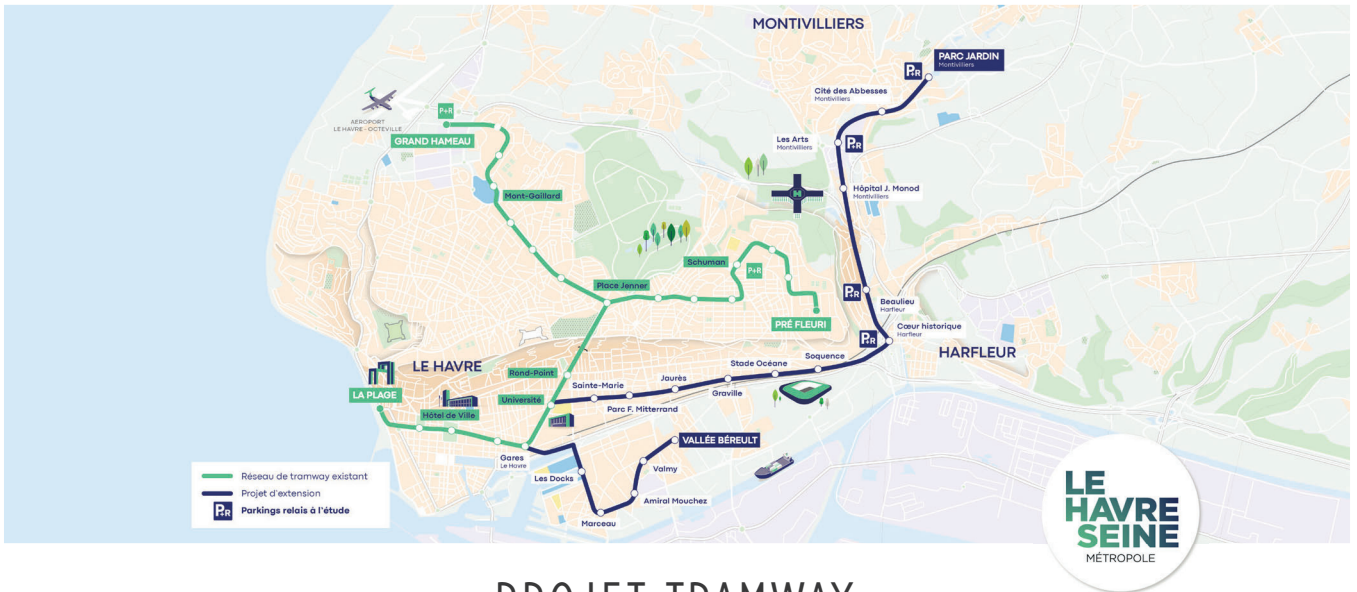 MONTIVILLIERS
P+R
PARC JARDIN
Montivilliers
Cité des Abbesses
Montivilliers
P+R
AÉROPORT
LE HAVRE - OCTEVILLE
GRAND HAMEAU
Les Arts
Montivilliers
P+R
Mont-Gaillard
Hôpital J. Monod
Montivilliers
Schuman
P+R
Place Jenner
P+R
Beaulieu
Harfleur
PRÉ FLEURI
Cœur historique
Harfleur
P+R
HARFLEUR
LE HAVRE
Soquence
Stade Océane
Rond-Point
Jaurès
Sainte-Marie
Graville
LA PLAGE
Université
Parc F. Mitterrand
Hôtel de Ville
VALLÉE BÉREULT
Gares
Le Havre
Valmy
Les Docks
Amiral Mouchez
Marceau
Réseau de tramway existant
Projet d'extension
P+R
Parkings relais à l'étude
LE
HAVRE
SEINE
MÉTROPOLE
PROJET TRAMWAY